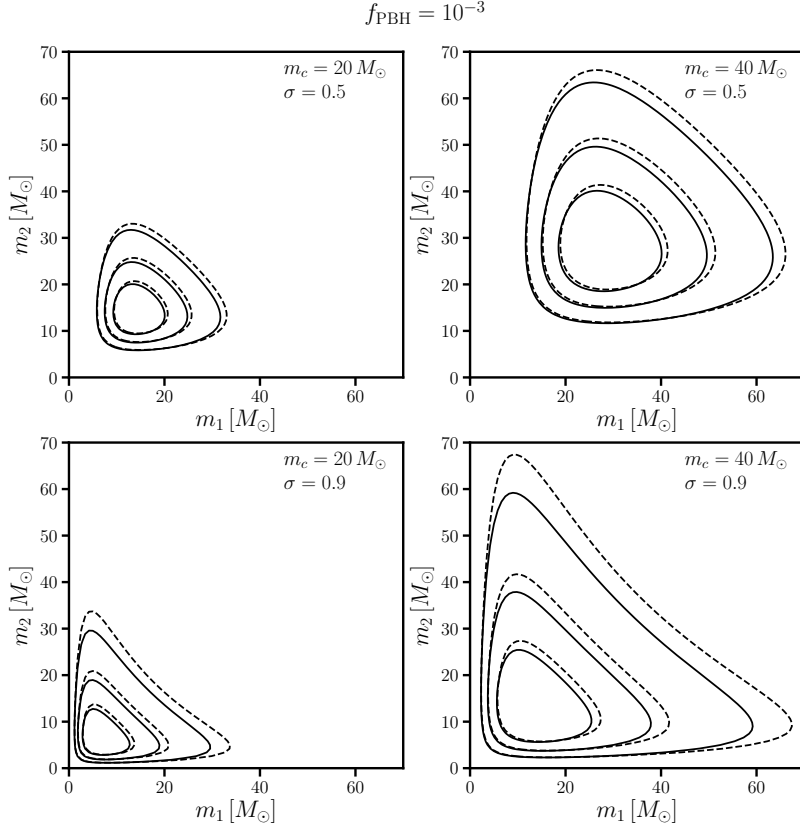 f_PBH = 10^−3
m_c = 20 M_⊙
σ = 0.5
70
60
50
40
30
20
10
0
m_2 [M_⊙]
0 20 40 60
m_1 [M_⊙]
m_c = 40 M_⊙
σ = 0.5
70
60
50
40
30
20
10
0
m_2 [M_⊙]
0 20 40 60
m_1 [M_⊙]
m_c = 20 M_⊙
σ = 0.9
70
60
50
40
30
20
10
0
m_2 [M_⊙]
0 20 40 60
m_1 [M_⊙]
m_c = 40 M_⊙
σ = 0.9
70
60
50
40
30
20
10
0
m_2 [M_⊙]
0 20 40 60
m_1 [M_⊙]